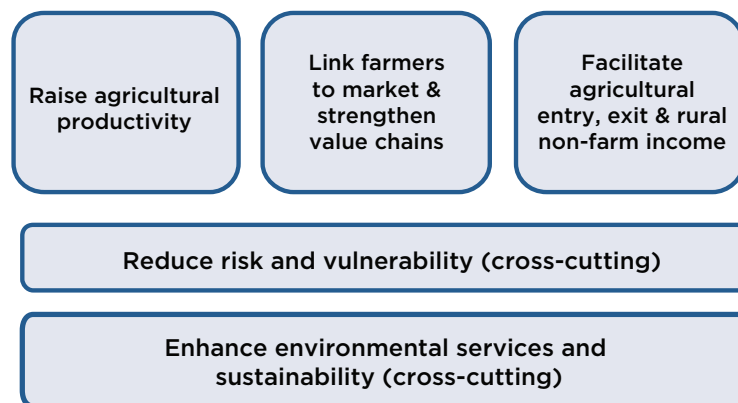 Raise agricultural
productivity
Link farmers
to market &
strengthen
value chains
Facilitate
agricultural
entry, exit & rural
non-farm income
Reduce risk and vulnerability (cross-cutting)
Enhance environmental services and
sustainability (cross-cutting)